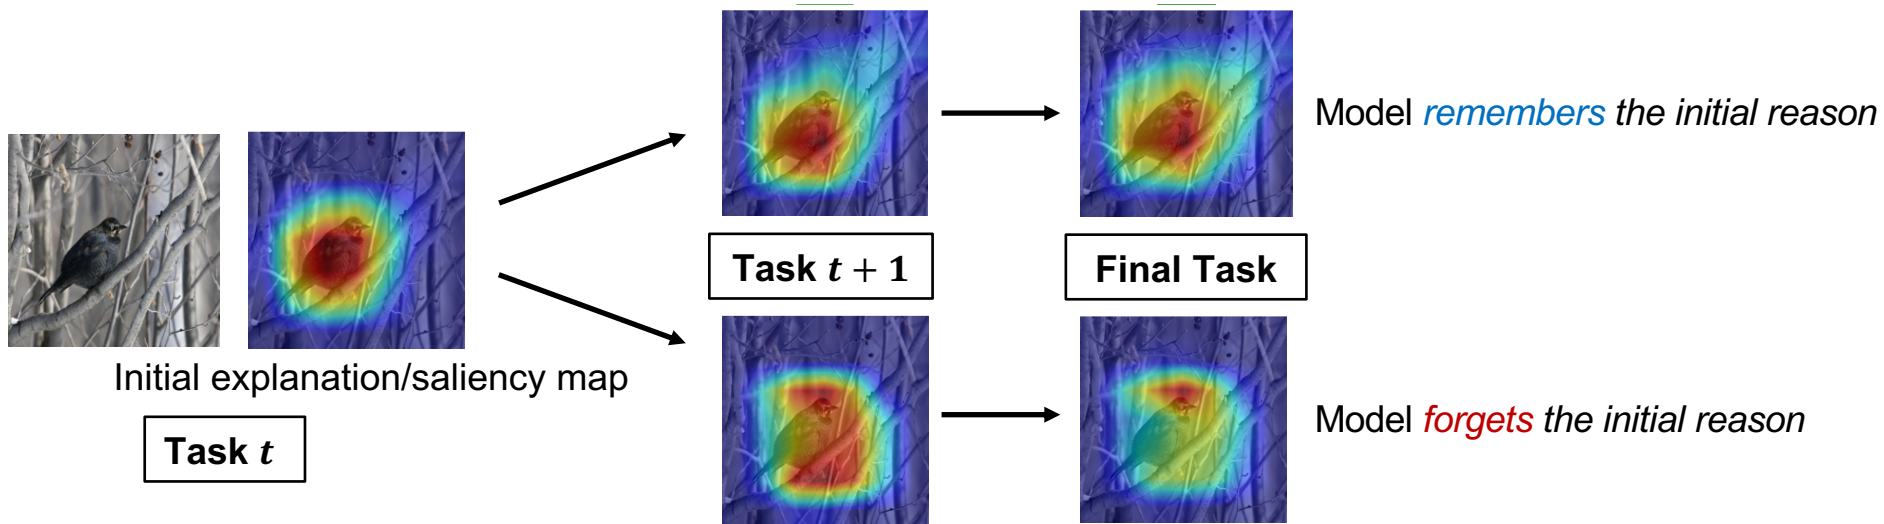 Model remembers the initial reason
Task t + 1
Final Task
Initial explanation/saliency map
Task t
Model forgets the initial reason